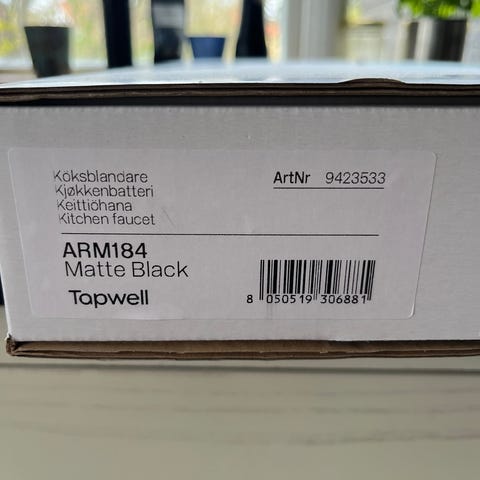 Köksblandare
Kjøkkenbatteri
Keittiöhana
Kitchen faucet
ArtNr 9423533
ARM184
Matte Black
Tapwell
8 050519 306881